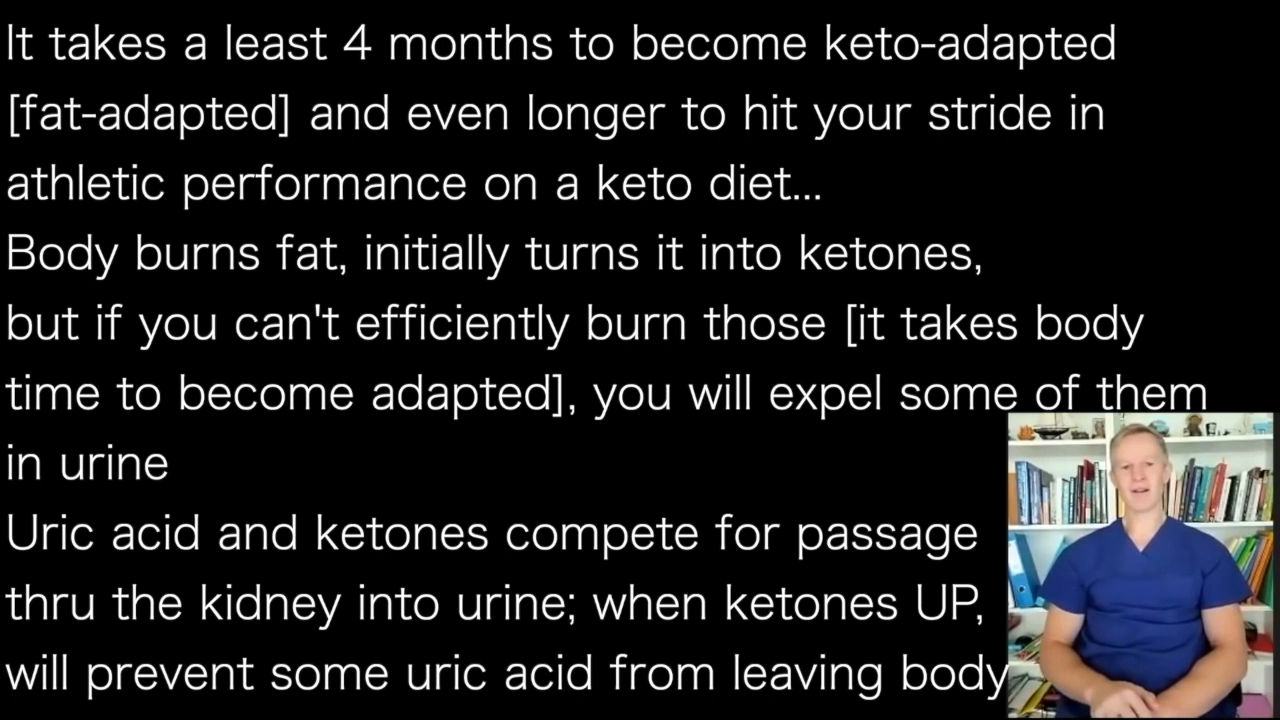 It takes a least 4 months to become keto-adapted
[fat-adapted] and even longer to hit your stride in
athletic performance on a keto diet...
Body burns fat, initially turns it into ketones,
but if you can't efficiently burn those [it takes body
time to become adapted], you will expel some of them
in urine
Uric acid and ketones compete for passage
thru the kidney into urine; when ketones UP,
will prevent some uric acid from leaving body